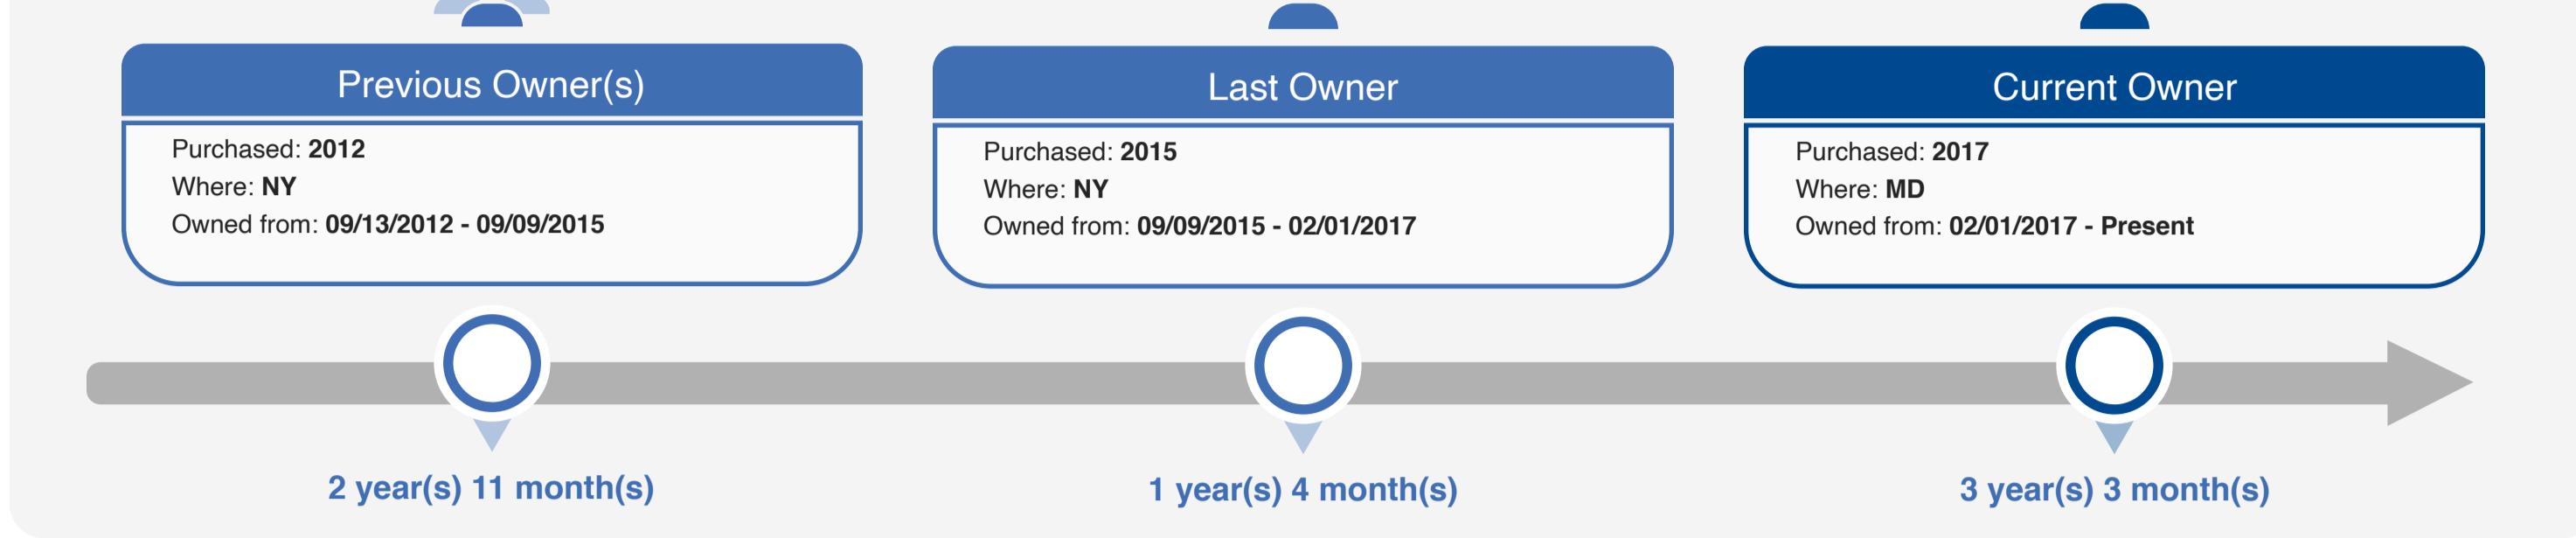 Previous Owner(s)
Purchased: 2012
Where: NY
Owned from: 09/13/2012 - 09/09/2015
2 year(s) 11 month(s)
Last Owner
Purchased: 2015
Where: NY
Owned from: 09/09/2015 - 02/01/2017
1 year(s) 4 month(s)
Current Owner
Purchased: 2017
Where: MD
Owned from: 02/01/2017 - Present
3 year(s) 3 month(s)